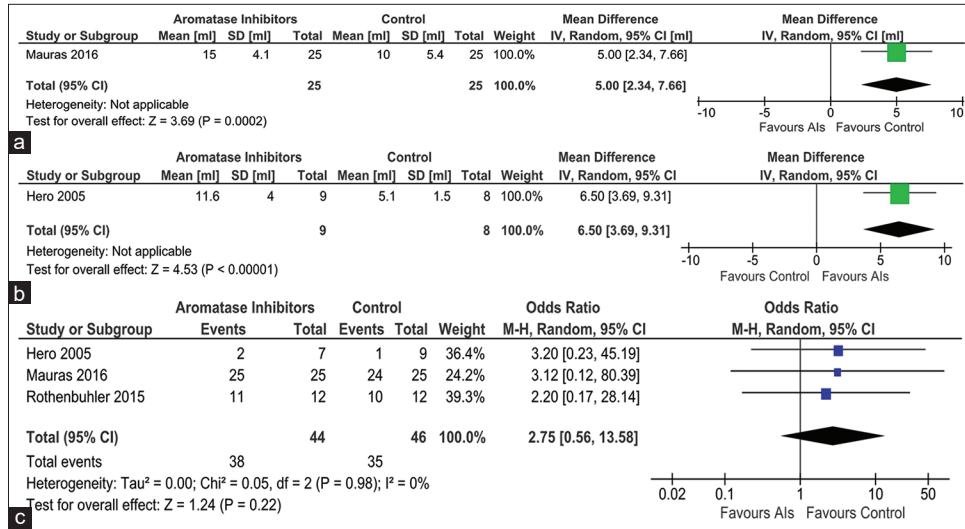 Aromatase Inhibitors Control Mean Difference Mean Difference
Study or Subgroup Mean [ml] SD [ml] Total Mean [ml] SD [ml] Total Weight IV, Random, 95% CI [ml] IV, Random, 95% CI [ml]
Mauras 2016 15 4.1 25 10 5.4 25 100.0% 5.00 [2.34, 7.66]
Total (95% CI) 25 25 100.0% 5.00 [2.34, 7.66]
Heterogeneity: Not applicable
-10 -5 0 5 10
Test for overall effect: Z = 3.69 (P = 0.0002)
Favours AIs Favours Control
a
Aromatase Inhibitors Control Mean Difference Mean Difference
Study or Subgroup Mean [ml] SD [ml] Total Mean [ml] SD [ml] Total Weight IV, Random, 95% CI IV, Random, 95% CI
Hero 2005 11.6 4 9 5.1 1.5 8 100.0% 6.50 [3.69, 9.31]
Total (95% CI) 9 8 100.0% 6.50 [3.69, 9.31]
Heterogeneity: Not applicable
-10 -5 0 5 10
Test for overall effect: Z = 4.53 (P < 0.00001)
Favours Control Favours AIs
b
Aromatase Inhibitors Control Odds Ratio Odds Ratio
Study or Subgroup Events Total Events Total Weight M-H, Random, 95% CI M-H, Random, 95% CI
Hero 2005 2 7 1 9 36.4% 3.20 [0.23, 45.19]
Mauras 2016 25 25 24 25 24.2% 3.12 [0.12, 80.39]
Rothenbuhler 2015 11 12 10 12 39.3% 2.20 [0.17, 28.14]
Total (95% CI) 44 46 100.0% 2.75 [0.56, 13.58]
Total events 38 35
Heterogeneity: Tau² = 0.00; Chi² = 0.05, df = 2 (P = 0.98); I² = 0%
0.02 0.1 1 10 50
Test for overall effect: Z = 1.24 (P = 0.22)
Favours AIs Favours Control
c